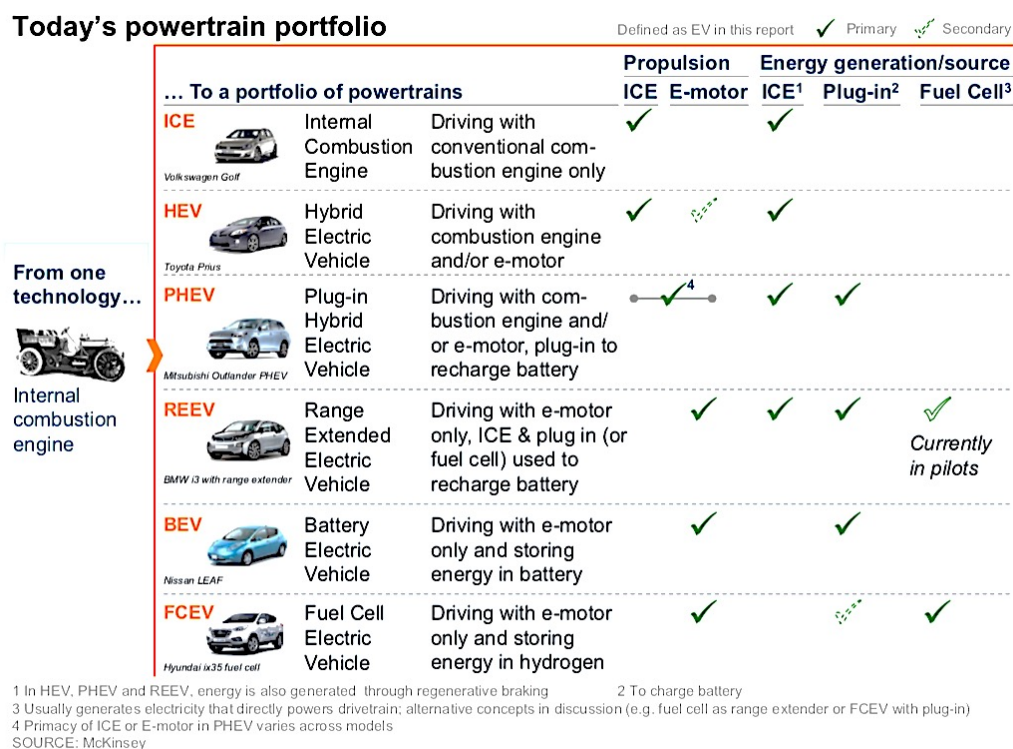 Today's powertrain portfolio
Defined as EV in this report
Primary
Secondary
Propulsion
Energy generation/source
… To a portfolio of powertrains
ICE
E-motor
ICE1
Plug-in2
Fuel Cell3
From one
technology…
Internal
combustion
engine
ICE
Volkswagen Golf
Internal
Combustion
Engine
Driving with
conventional com-
bustion engine only
HEV
Toyota Prius
Hybrid
Electric
Vehicle
Driving with
combustion engine
and/or e-motor
PHEV
Mitsubishi Outlander PHEV
Plug-in
Hybrid
Electric
Vehicle
Driving with com-
bustion engine and/
or e-motor, plug-in to
recharge battery
4
REEV
BMW i3 with range extender
Range
Extended
Electric
Vehicle
Driving with e-motor
only, ICE & plug in (or
fuel cell) used to
recharge battery
Currently
in pilots
BEV
Nissan LEAF
Battery
Electric
Vehicle
Driving with e-motor
only and storing
energy in battery
FCEV
Hyundai ix35 fuel cell
Fuel Cell
Electric
Vehicle
Driving with e-motor
only and storing
energy in hydrogen
1 In HEV, PHEV and REEV, energy is also generated through regenerative braking
2 To charge battery
3 Usually generates electricity that directly powers drivetrain; alternative concepts in discussion (e.g. fuel cell as range extender or FCEV with plug-in)
4 Primacy of ICE or E-motor in PHEV varies across models
SOURCE: McKinsey